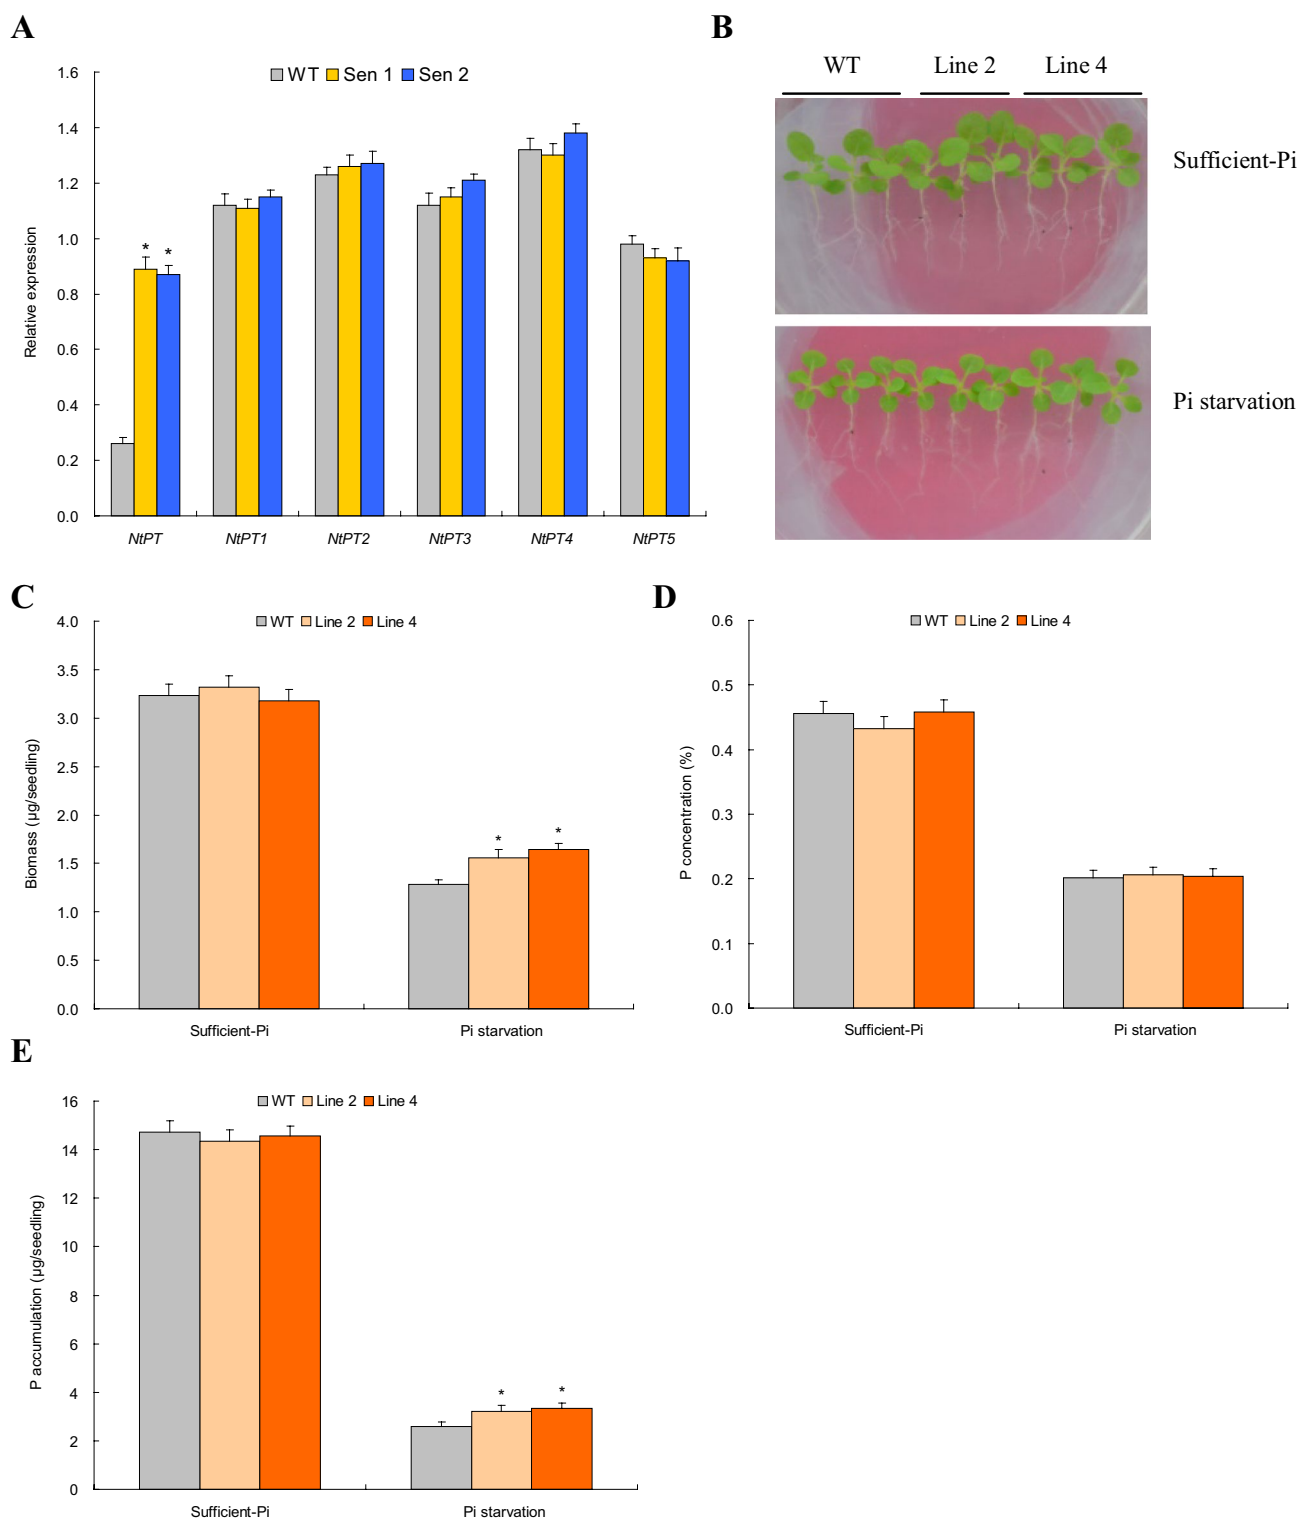 A
WT Sen 1 Sen 2
1.6
1.4
1.2
1.0
0.8
0.6
0.4
0.2
0.0
Relative expression
* *
NtPT NtPT1 NtPT2 NtPT3 NtPT4 NtPT5
B
WT Line 2 Line 4
Sufficient-Pi
Pi starvation
C
WT Line 2 Line 4
4.0
3.5
3.0
2.5
2.0
1.5
1.0
0.5
0.0
Biomass (µg/seedling)
* *
Sufficient-Pi Pi starvation
D
WT Line 2 Line 4
0.6
0.5
0.4
0.3
0.2
0.1
0.0
P concentration (%)
Sufficient-Pi Pi starvation
E
WT Line 2 Line 4
16
14
12
10
8
6
4
2
0
P accumulation (µg/seedling)
* *
Sufficient-Pi Pi starvation